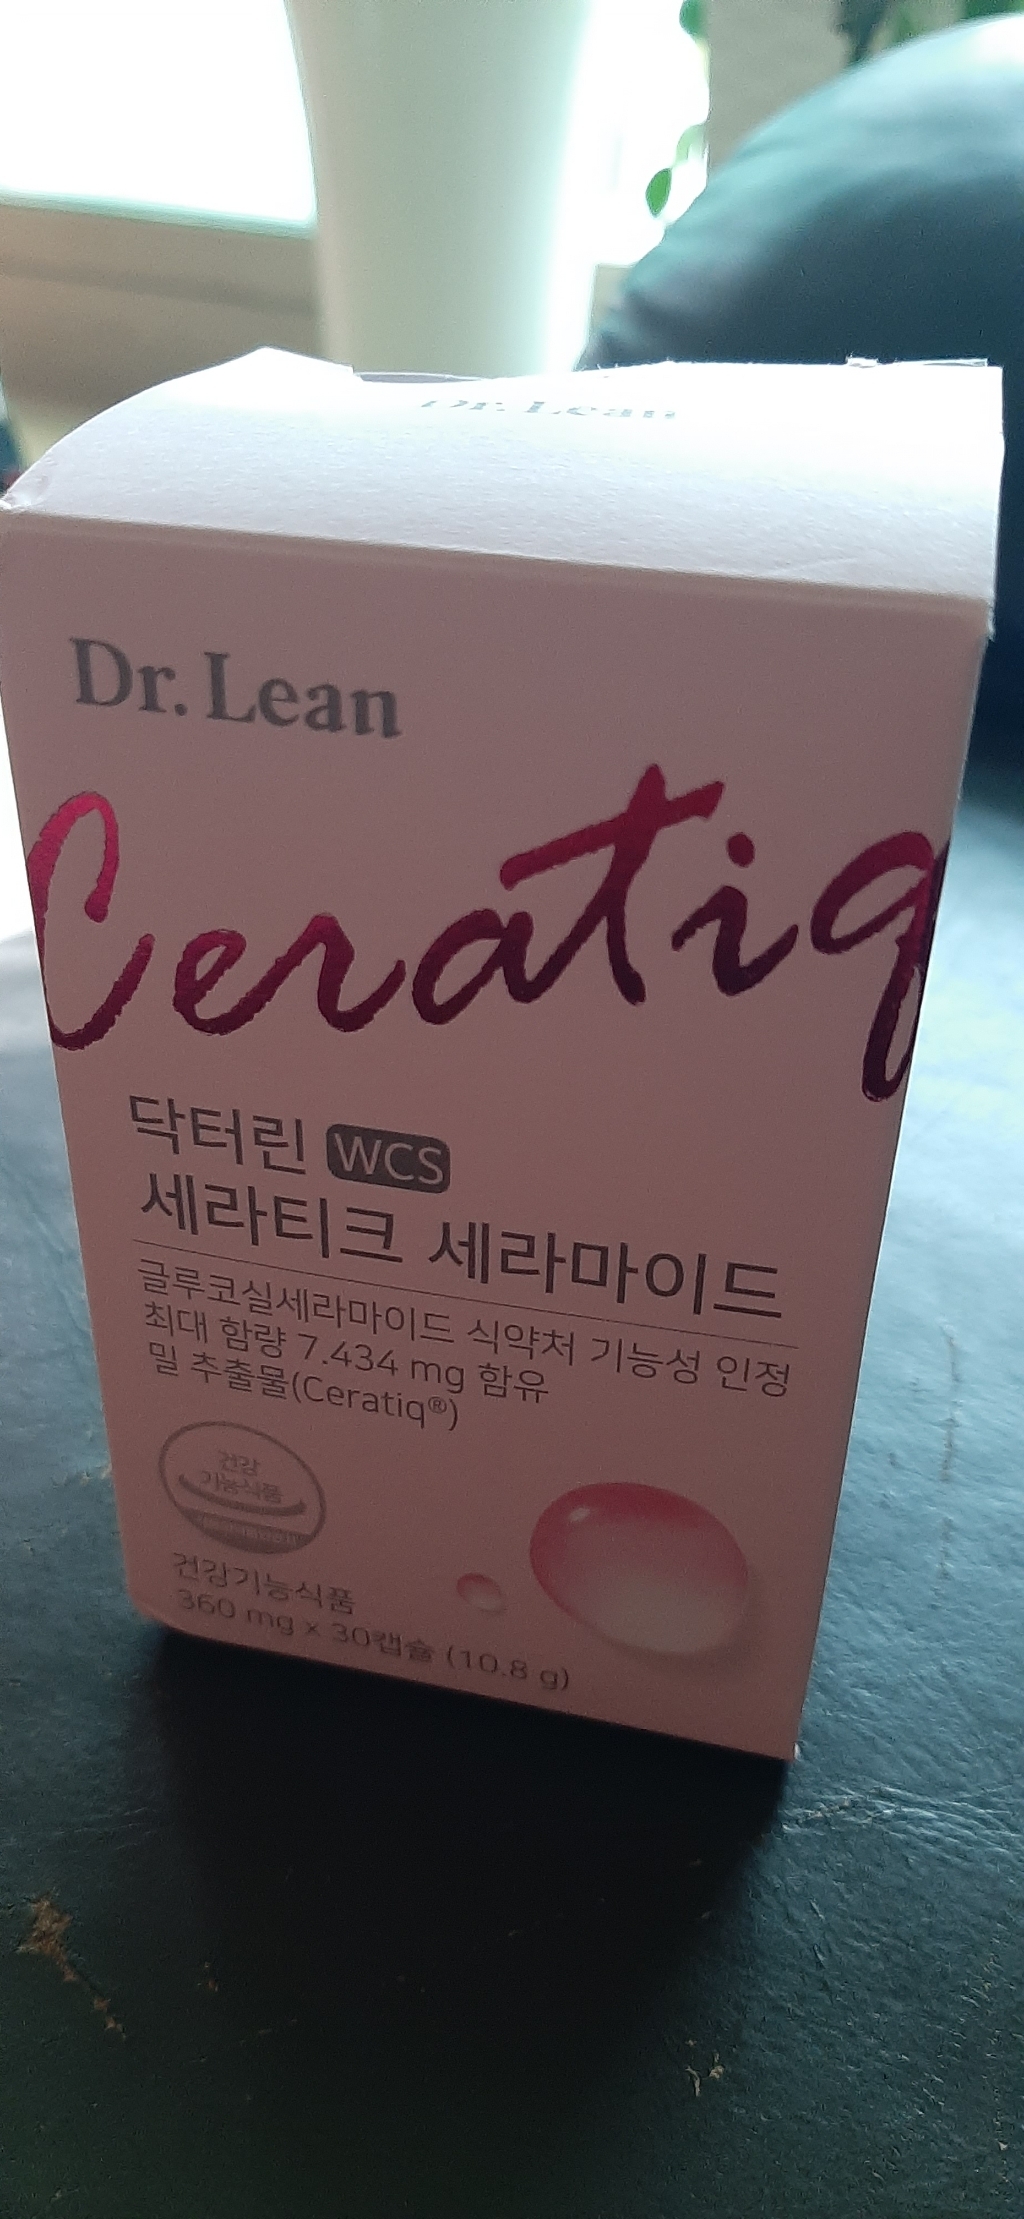 Dr. Lean
Dr. Lean
Ceratiq
닥터린 WCS
세라티크 세라마이드
글루코실세라마이드 식약처 기능성 인정
최대 함량 7.434 mg 함유
밀 추출물(Ceratiq®)
건강
기능식품
건강기능식품
360 mg x 30캡슐 (10.8 g)